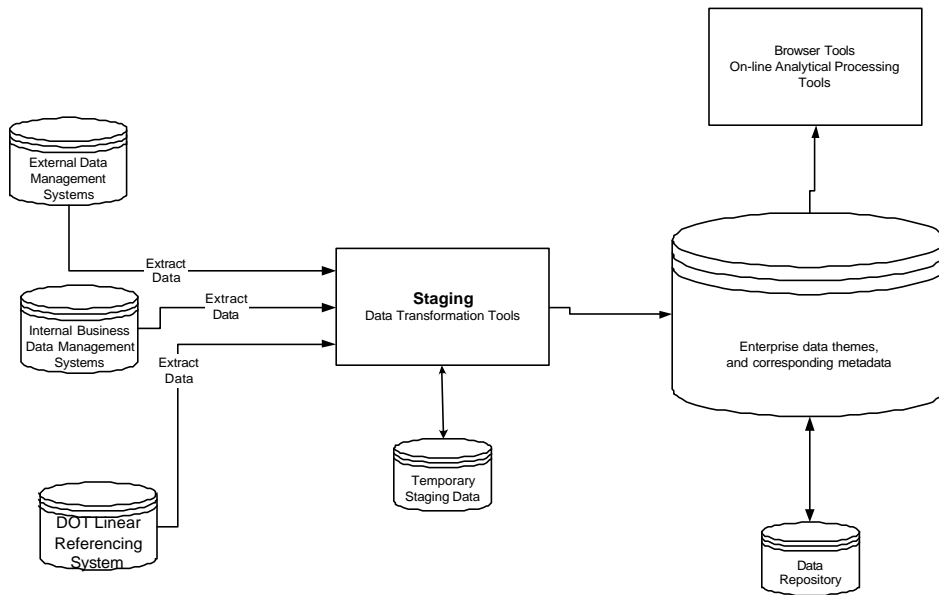 Browser Tools
On-line Analytical Processing
Tools
External Data
Management
Systems
Extract
Data
Internal Business
Data Management
Systems
Extract
Data
Extract
Data
Staging
Data Transformation Tools
Enterprise data themes,
and corresponding metadata
Temporary
Staging Data
DOT Linear
Referencing
System
Data
Repository